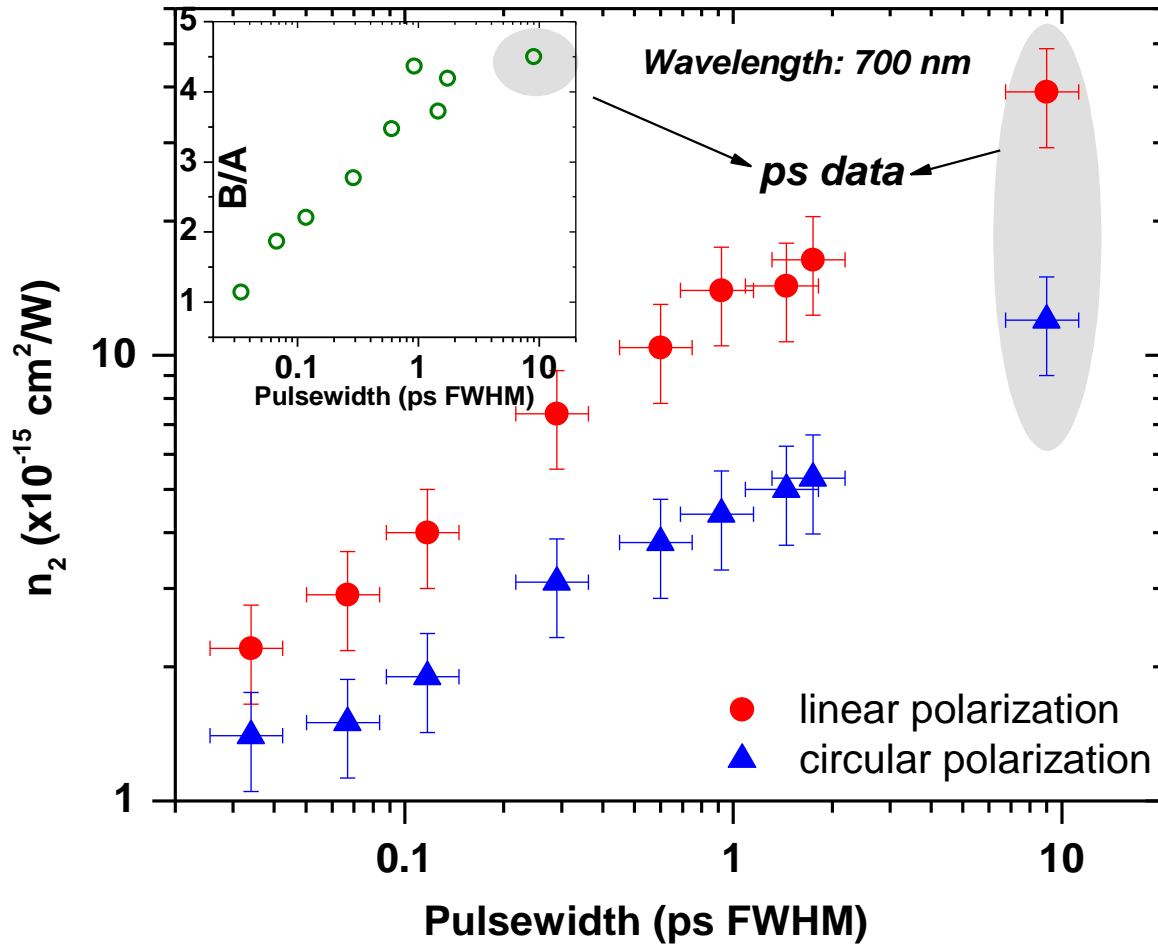 5
4
3
2
1
B/A
0.1
1
10
Pulsewidth (ps FWHM)
Wavelength: 700 nm
ps data
10
1
n₂ (x10⁻¹⁵ cm²/W)
linear polarization
circular polarization
0.1
1
10
Pulsewidth (ps FWHM)